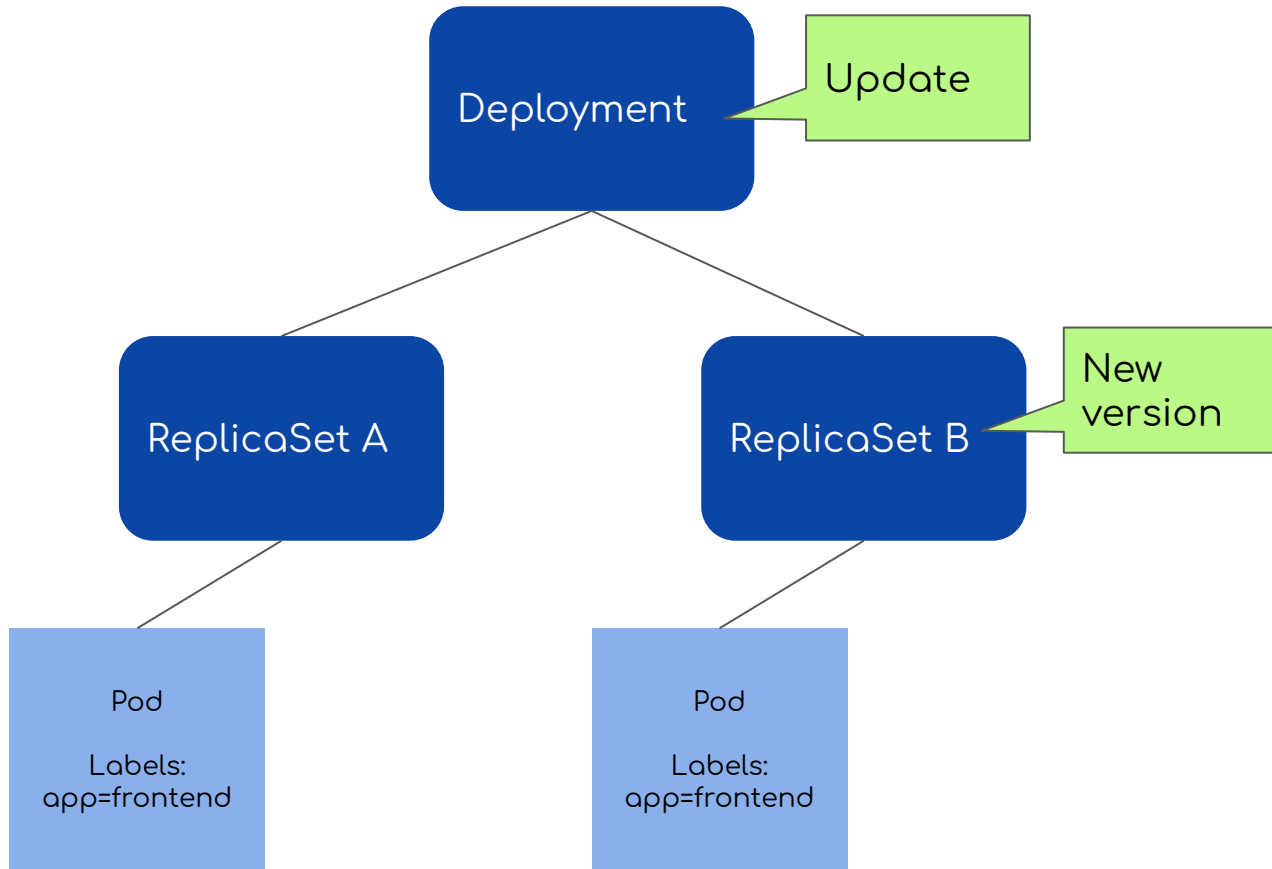 Deployment
Update
ReplicaSet A
ReplicaSet B
New
version
Pod
Labels:
app=frontend
Pod
Labels:
app=frontend